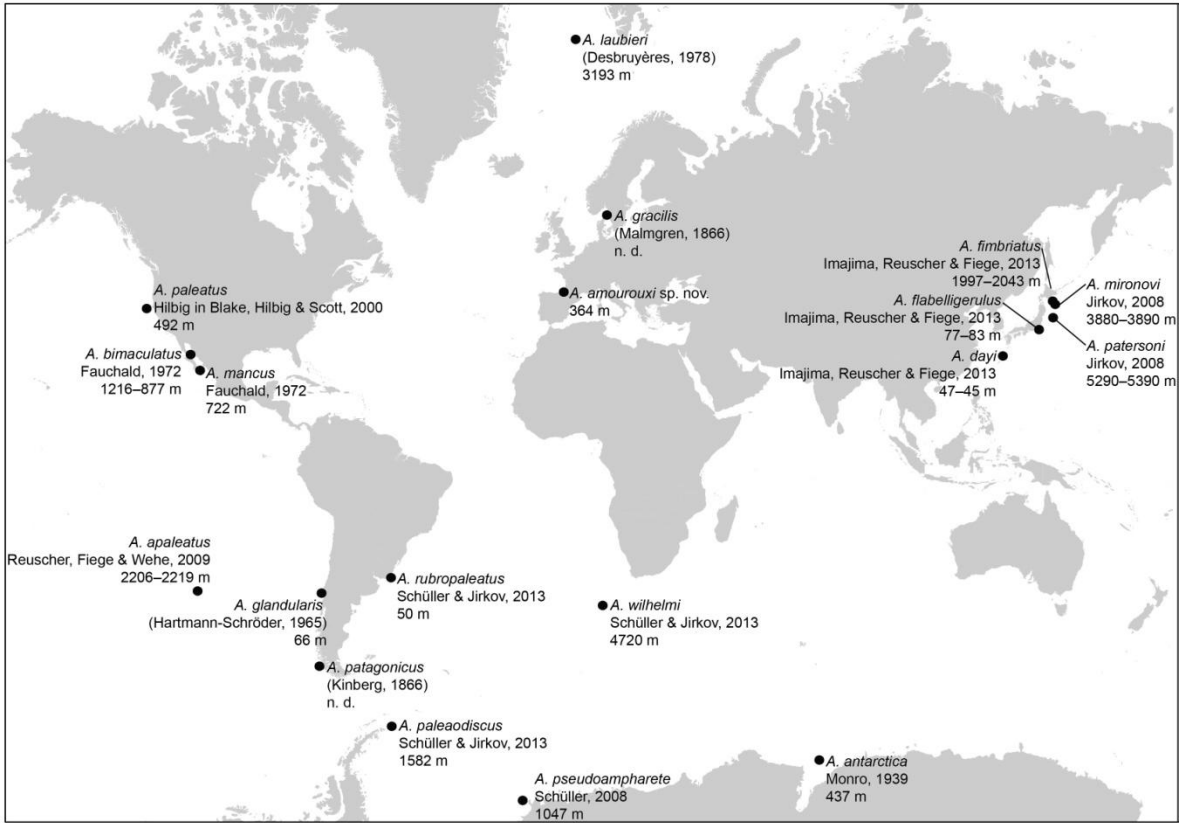 A. laubieri
(Desbruyères, 1978)
3193 m
A. gracilis
(Malmgren, 1866)
n. d.
A. fimbriatus
Imajima, Reuscher & Fiege, 2013
1997–2043 m
A. mironovi
Jirkov, 2008
3880–3890 m
A. paleatus
Hilbig in Blake, Hilbig & Scott, 2000
492 m
A. amourouxi sp. nov.
364 m
A. flabelligerulus
Imajima, Reuscher & Fiege, 2013
77–83 m
A. patersoni
Jirkov, 2008
5290–5390 m
A. bimaculatus
Fauchald, 1972
1216–877 m
A. mancus
Fauchald, 1972
722 m
A. dayi
Imajima, Reuscher & Fiege, 2013
47–45 m
A. apaleatus
Reuscher, Fiege & Wehe, 2009
2206–2219 m
A. glandularis
(Hartmann-Schröder, 1965)
66 m
A. rubropaleatus
Schüller & Jirkov, 2013
50 m
A. wilhelmi
Schüller & Jirkov, 2013
4720 m
A. patagonicus
(Kinberg, 1866)
n. d.
A. paleaodiscus
Schüller & Jirkov, 2013
1582 m
A. pseudoampharete
Schüller, 2008
1047 m
A. antarctica
Monro, 1939
437 m